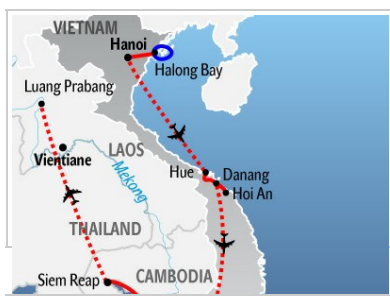 VIETNAM
Hanoi
Halong Bay
Luang Prabang
LAOS
Vientiane
Mekong
Hue
Danang
Hoi An
THAILAND
Siem Reap
CAMBODIA